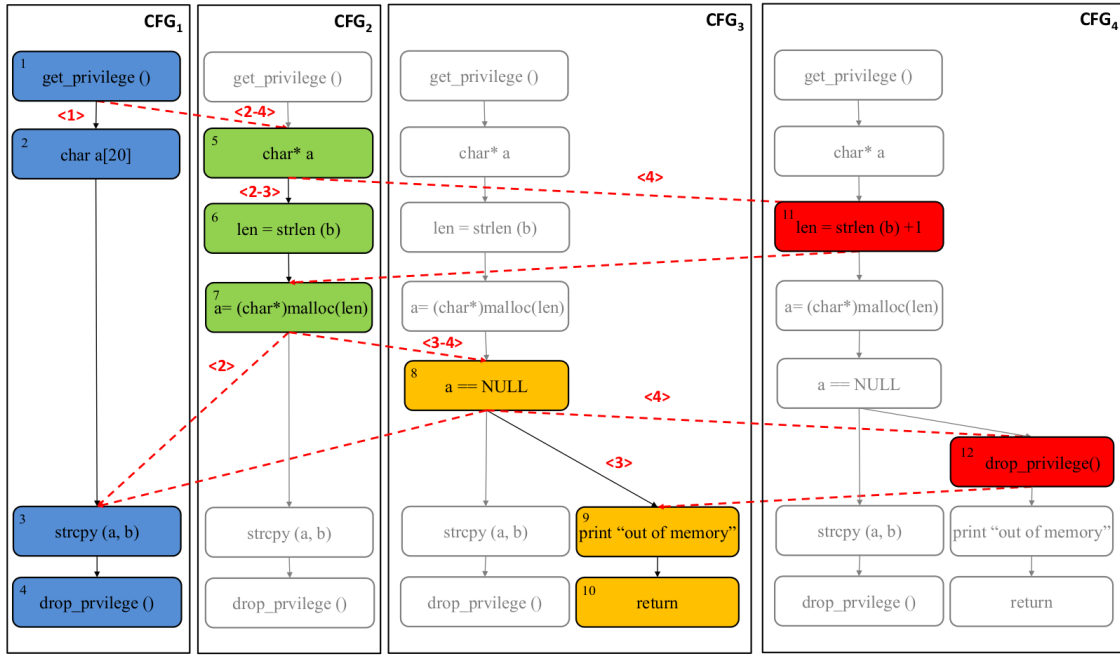 CFG1
1
get_privilege ()
<1>
2
char a[20]
3
strcpy (a, b)
4
drop_prvilege ()
CFG2
get_privilege ()
<2-4>
5
char* a
<2-3>
6
len = strlen (b)
7
a= (char*)malloc(len)
<2>
<3-4>
strcpy (a, b)
drop_prvilege ()
CFG3
get_privilege ()
char* a
<4>
len = strlen (b)
a= (char*)malloc(len)
8
a == NULL
<4>
<3>
strcpy (a, b)
9
print “out of memory”
drop_prvilege ()
10
return
CFG4
get_privilege ()
char* a
11
len = strlen (b) +1
a= (char*)malloc(len)
a == NULL
12
drop_privilege()
strcpy (a, b)
print “out of memory”
drop_prvilege ()
return